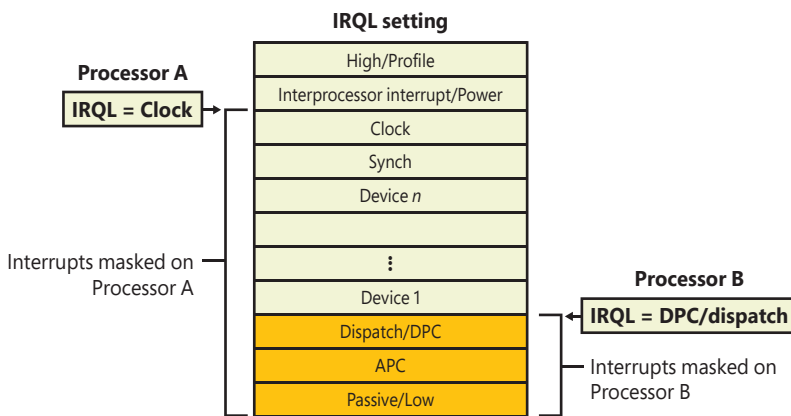 IRQL setting
High/Profile
Processor A
Interprocessor interrupt/Power
IRQL = Clock
Clock
Synch
Device n
⋮
Interrupts masked on
Processor A
Device 1
Processor B
IRQL = DPC/dispatch
Dispatch/DPC
APC
Passive/Low
Interrupts masked on
Processor B